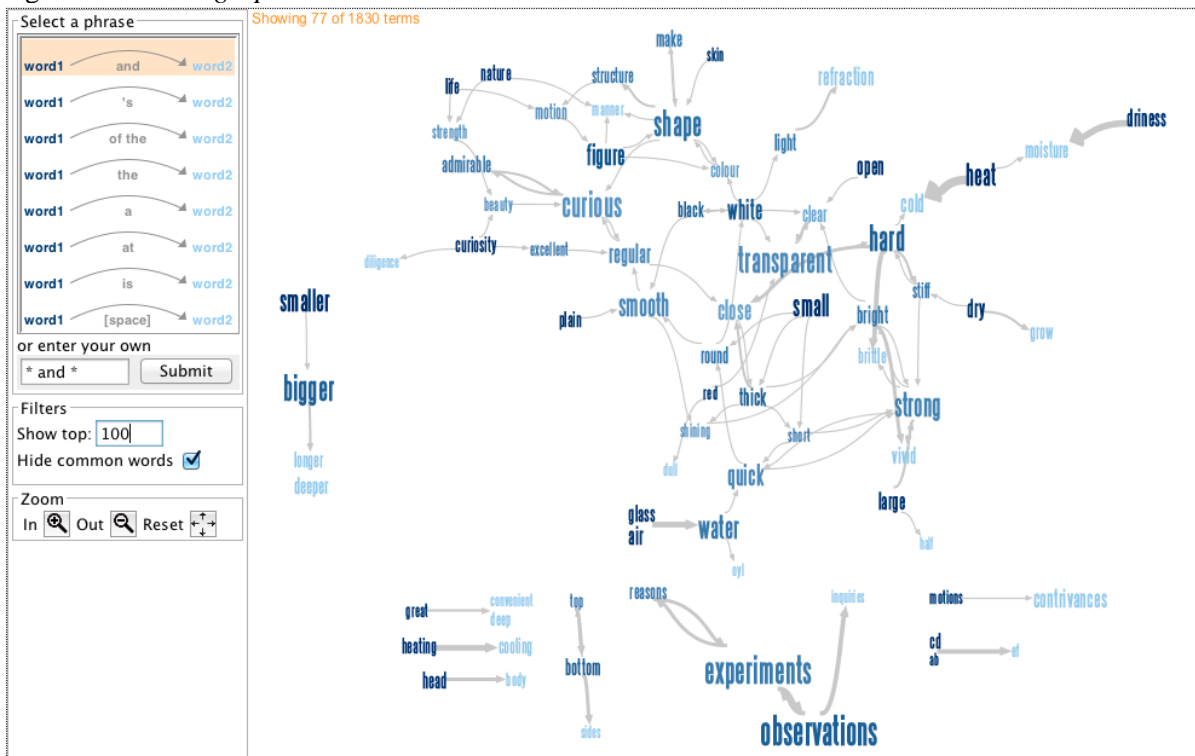 Select a phrase
word1 and word2
word1 's word2
word1 of the word2
word1 the word2
word1 a word2
word1 at word2
word1 is word2
word1 [space] word2
or enter your own
* and *
Submit
Filters
Show top: 100
Hide common words
Zoom
In Out Reset
Showing 77 of 1830 terms
make
skin
nature
structure
life
refraction
motion
manner
shape
strength
driness
figure
light
moisture
admirable
colour
open
heat
curious
beauty
black
white
clear
cold
curiosity
excellent
regular
hard
diligence
transparent
smaller
stiff
smooth
close
small
bright
dry
plain
grow
round
brittle
bigger
red
thick
strong
shining
short
vivid
longer
deeper
dull
quick
large
glass
air
water
half
oyl
reasons
inquiries
great
convenient
deep
top
motions
contrivances
heating
cooling
cd
ab
ef
experiments
bottom
head
body
sides
observations